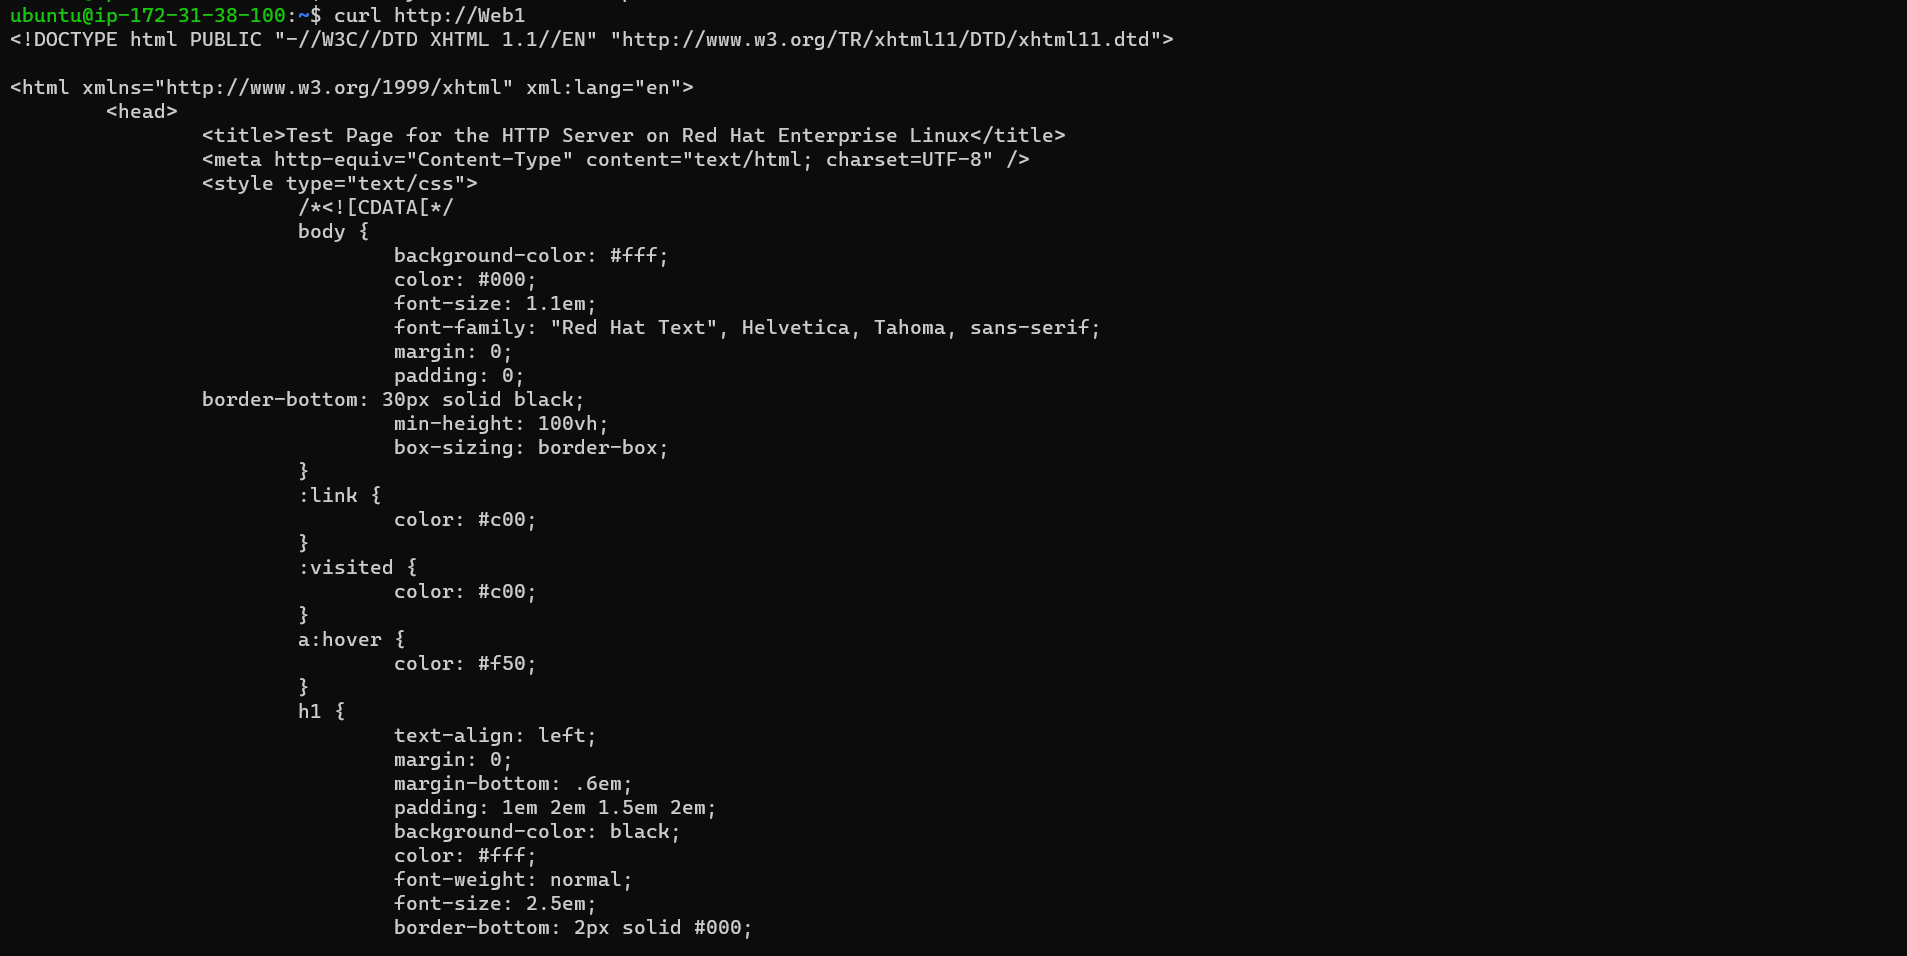 ubuntu@ip-172-31-38-100:~$ curl http://Web1
<!DOCTYPE html PUBLIC "-//W3C//DTD XHTML 1.1//EN" "http://www.w3.org/TR/xhtml11/DTD/xhtml11.dtd">
<html xmlns="http://www.w3.org/1999/xhtml" xml:lang="en">
<head>
<title>Test Page for the HTTP Server on Red Hat Enterprise Linux</title>
<meta http-equiv="Content-Type" content="text/html; charset=UTF-8" />
<style type="text/css">
/*<![CDATA[*/
body {
background-color: #fff;
color: #000;
font-size: 1.1em;
font-family: "Red Hat Text", Helvetica, Tahoma, sans-serif;
margin: 0;
padding: 0;
border-bottom: 30px solid black;
min-height: 100vh;
box-sizing: border-box;
}
:link {
color: #c00;
}
:visited {
color: #c00;
}
a:hover {
color: #f50;
}
h1 {
text-align: left;
margin: 0;
margin-bottom: .6em;
padding: 1em 2em 1.5em 2em;
background-color: black;
color: #fff;
font-weight: normal;
font-size: 2.5em;
border-bottom: 2px solid #000;